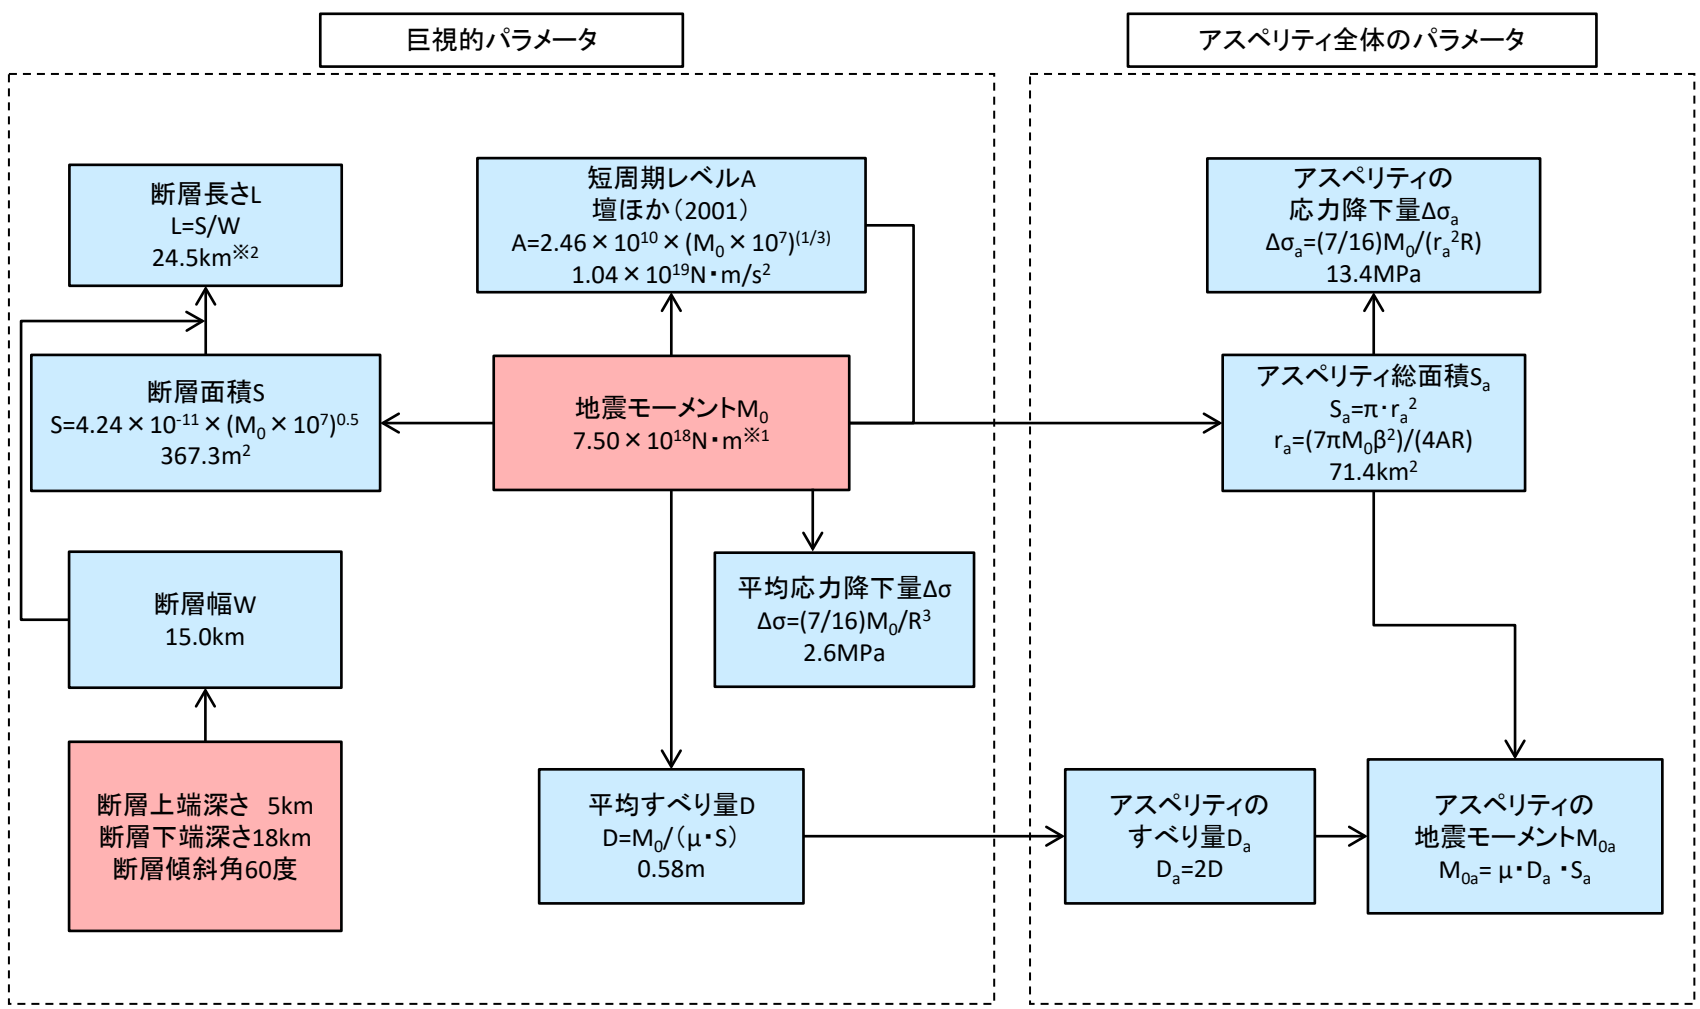 巨視的パラメータ
アスペリティ全体のパラメータ
断層長さL
L=S/W
24.5km※2
短周期レベルA
壇ほか（2001）
A=2.46×10¹⁰×(M₀×10⁷)⁽¹ᐟ³⁾
1.04×10¹⁹N・m/s²
アスペリティの
応力降下量Δσₐ
Δσₐ=(7/16)M₀/(rₐ²R)
13.4MPa
断層面積S
S=4.24×10⁻¹¹×(M₀×10⁷)⁰·⁵
367.3m²
地震モーメントM₀
7.50×10¹⁸N・m※1
アスペリティ総面積Sₐ
Sₐ=π・rₐ²
rₐ=(7πM₀β²)/(4AR)
71.4km²
断層幅W
15.0km
平均応力降下量Δσ
Δσ=(7/16)M₀/R³
2.6MPa
断層上端深さ 5km
断層下端深さ18km
断層傾斜角60度
平均すべり量D
D=M₀/(μ・S)
0.58m
アスペリティの
すべり量Dₐ
Dₐ=2D
アスペリティの
地震モーメントM₀ₐ
M₀ₐ= μ・Dₐ ・Sₐ